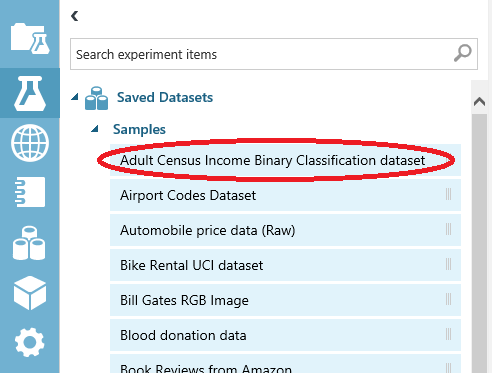 Search experiment items
Saved Datasets
Samples
Adult Census Income Binary Classification dataset
Airport Codes Dataset
Automobile price data (Raw)
Bike Rental UCI dataset
Bill Gates RGB Image
Blood donation data
Book Reviews from Amazon